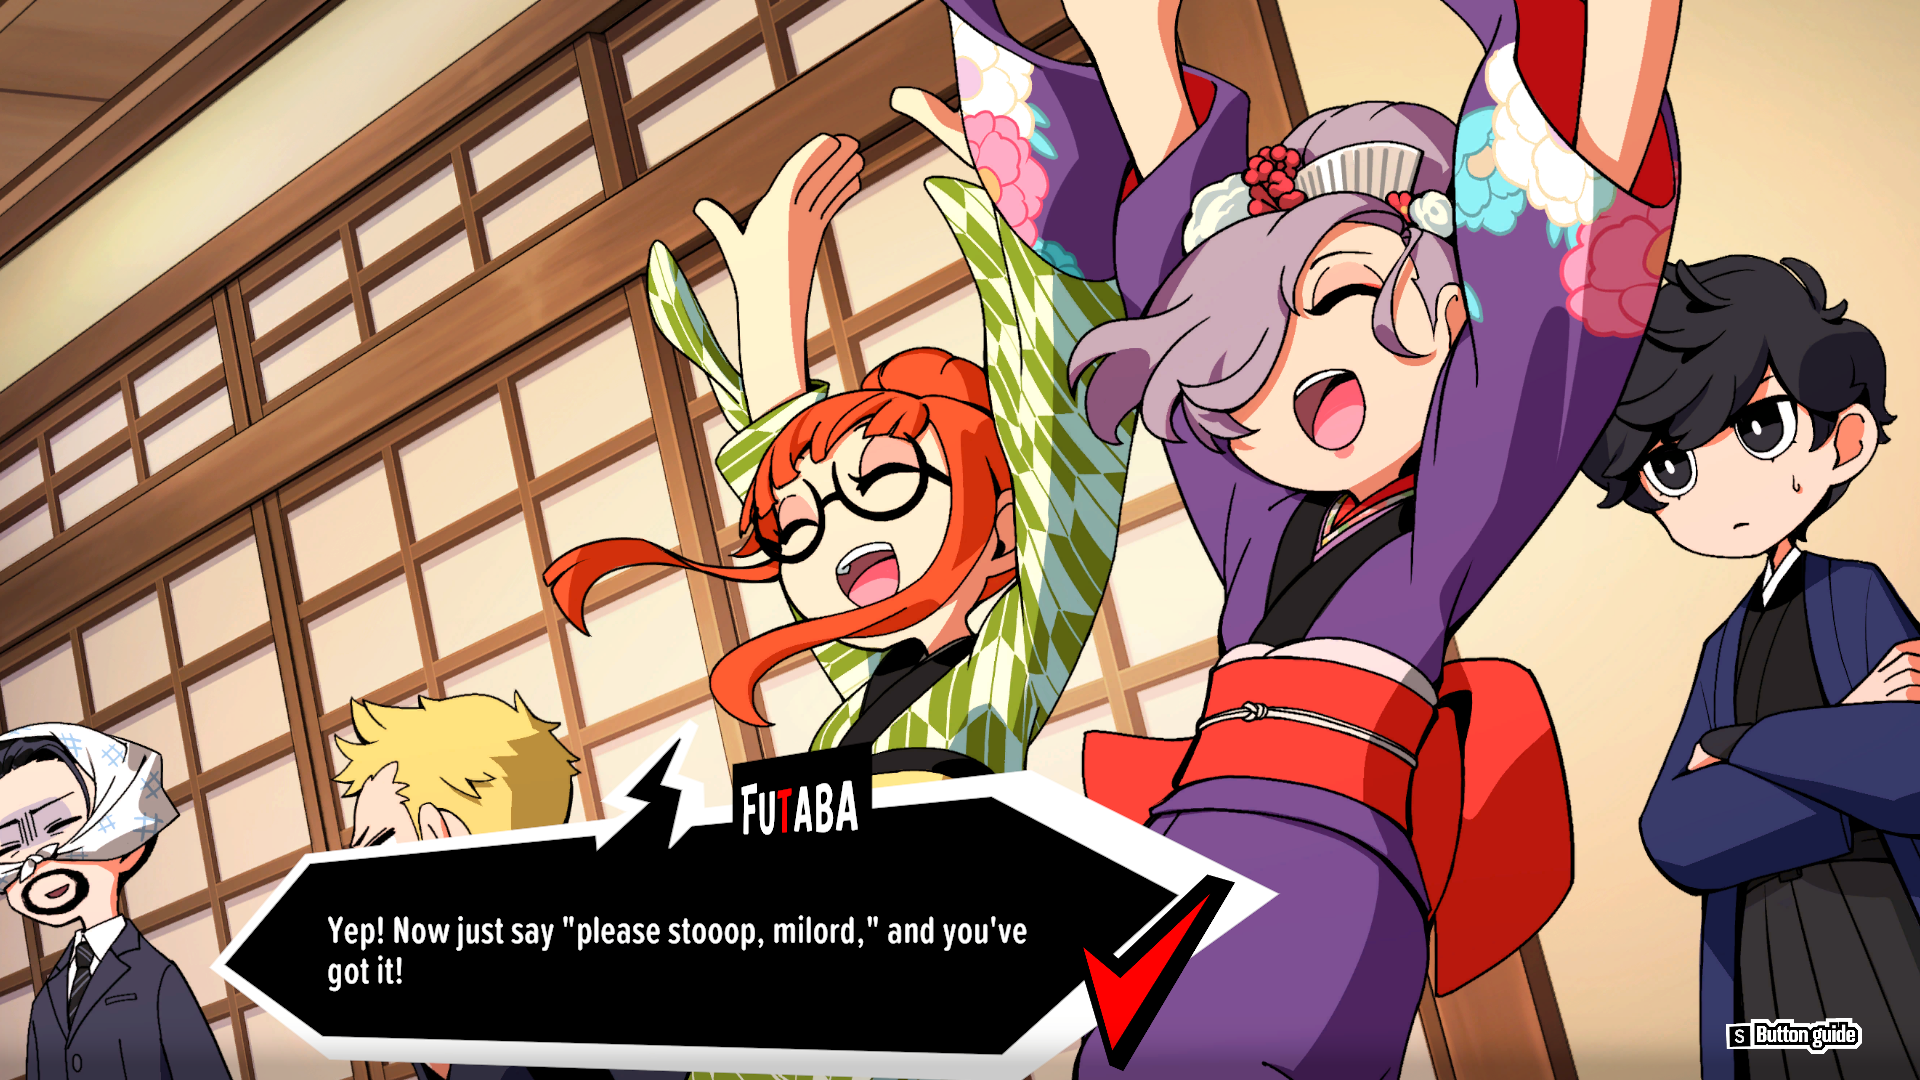 FUTABA
Yep! Now just say "please stooop, milord," and you've
got it!
S Button guide